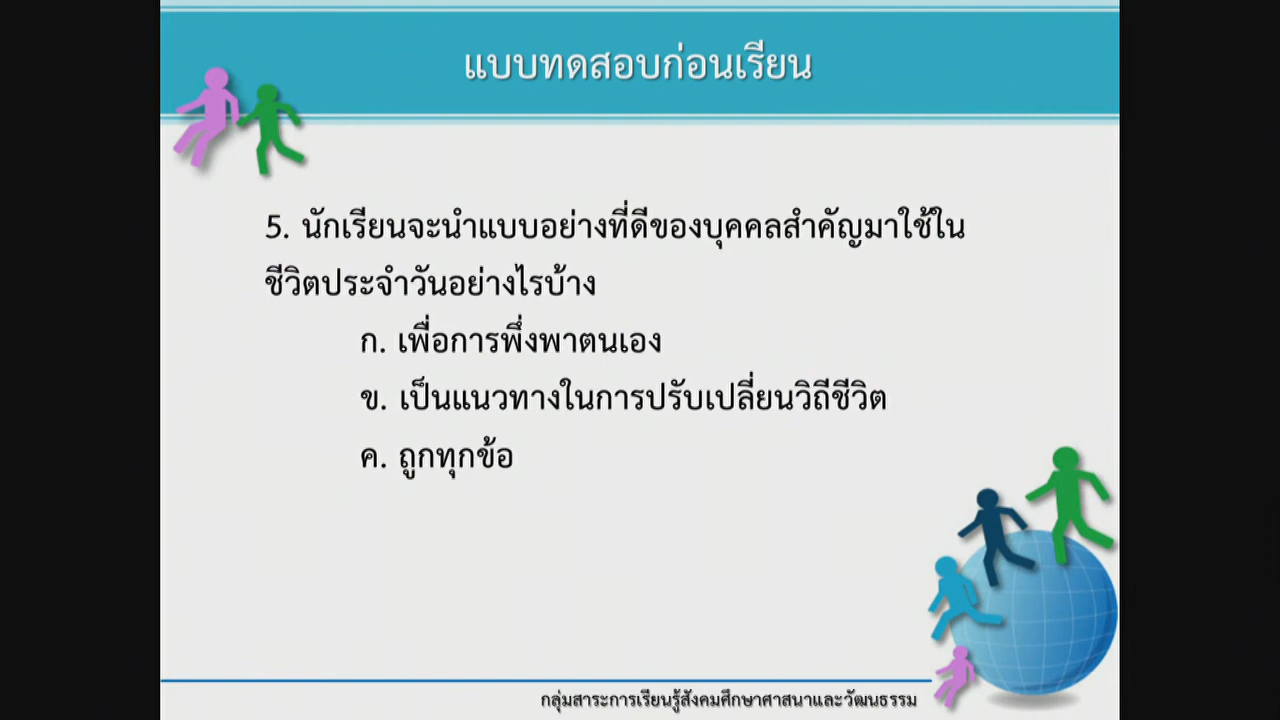 แบบทดสอบก่อนเรียน
5. นักเรียนจะนำแบบอย่างที่ดีของบุคคลสำคัญมาใช้ใน
ชีวิตประจำวันอย่างไรบ้าง
ก. เพื่อการพึ่งพาตนเอง
ข. เป็นแนวทางในการปรับเปลี่ยนวิถีชีวิต
ค. ถูกทุกข้อ
กลุ่มสาระการเรียนรู้สังคมศึกษาศาสนาและวัฒนธรรม